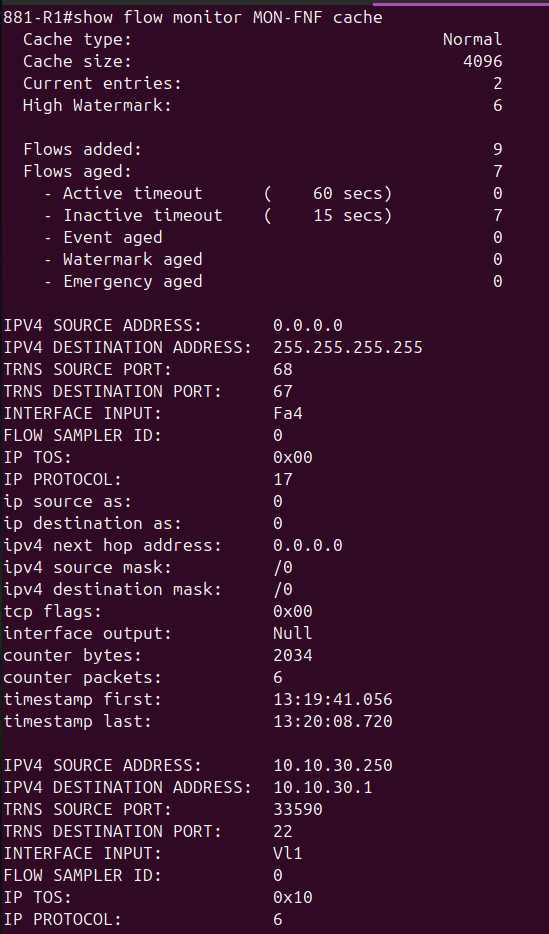 881-R1#show flow monitor MON-FNF cache
Cache type: Normal
Cache size: 4096
Current entries: 2
High Watermark: 6
Flows added: 9
Flows aged: 7
- Active timeout ( 60 secs) 0
- Inactive timeout ( 15 secs) 7
- Event aged 0
- Watermark aged 0
- Emergency aged 0
IPV4 SOURCE ADDRESS: 0.0.0.0
IPV4 DESTINATION ADDRESS: 255.255.255.255
TRNS SOURCE PORT: 68
TRNS DESTINATION PORT: 67
INTERFACE INPUT: Fa4
FLOW SAMPLER ID: 0
IP TOS: 0x00
IP PROTOCOL: 17
ip source as: 0
ip destination as: 0
ipv4 next hop address: 0.0.0.0
ipv4 source mask: /0
ipv4 destination mask: /0
tcp flags: 0x00
interface output: Null
counter bytes: 2034
counter packets: 6
timestamp first: 13:19:41.056
timestamp last: 13:20:08.720
IPV4 SOURCE ADDRESS: 10.10.30.250
IPV4 DESTINATION ADDRESS: 10.10.30.1
TRNS SOURCE PORT: 33590
TRNS DESTINATION PORT: 22
INTERFACE INPUT: Vl1
FLOW SAMPLER ID: 0
IP TOS: 0x10
IP PROTOCOL: 6